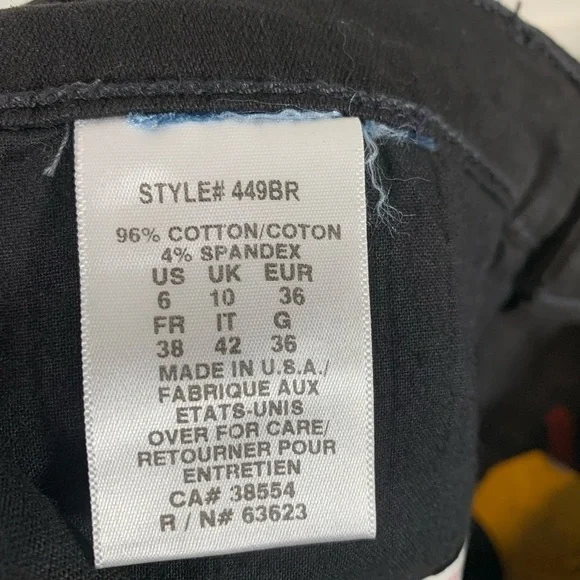 STYLE# 449BR
96% COTTON/COTON
4% SPANDEX
US UK EUR
6 10 36
FR IT G
38 42 36
MADE IN U.S.A./
FABRIQUE AUX
ETATS-UNIS
OVER FOR CARE/
RETOURNER POUR
ENTRETIEN
CA# 38554
R / N# 63623